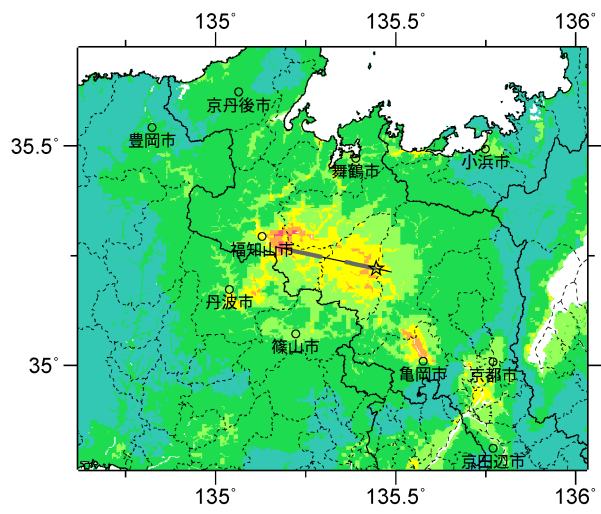 135° 135.5° 136°
京丹後市
豊岡市
35.5°
舞鶴市
小浜市
福知山市
丹波市
篠山市
35°
亀岡市
京都市
京田辺市
135° 135.5° 136°